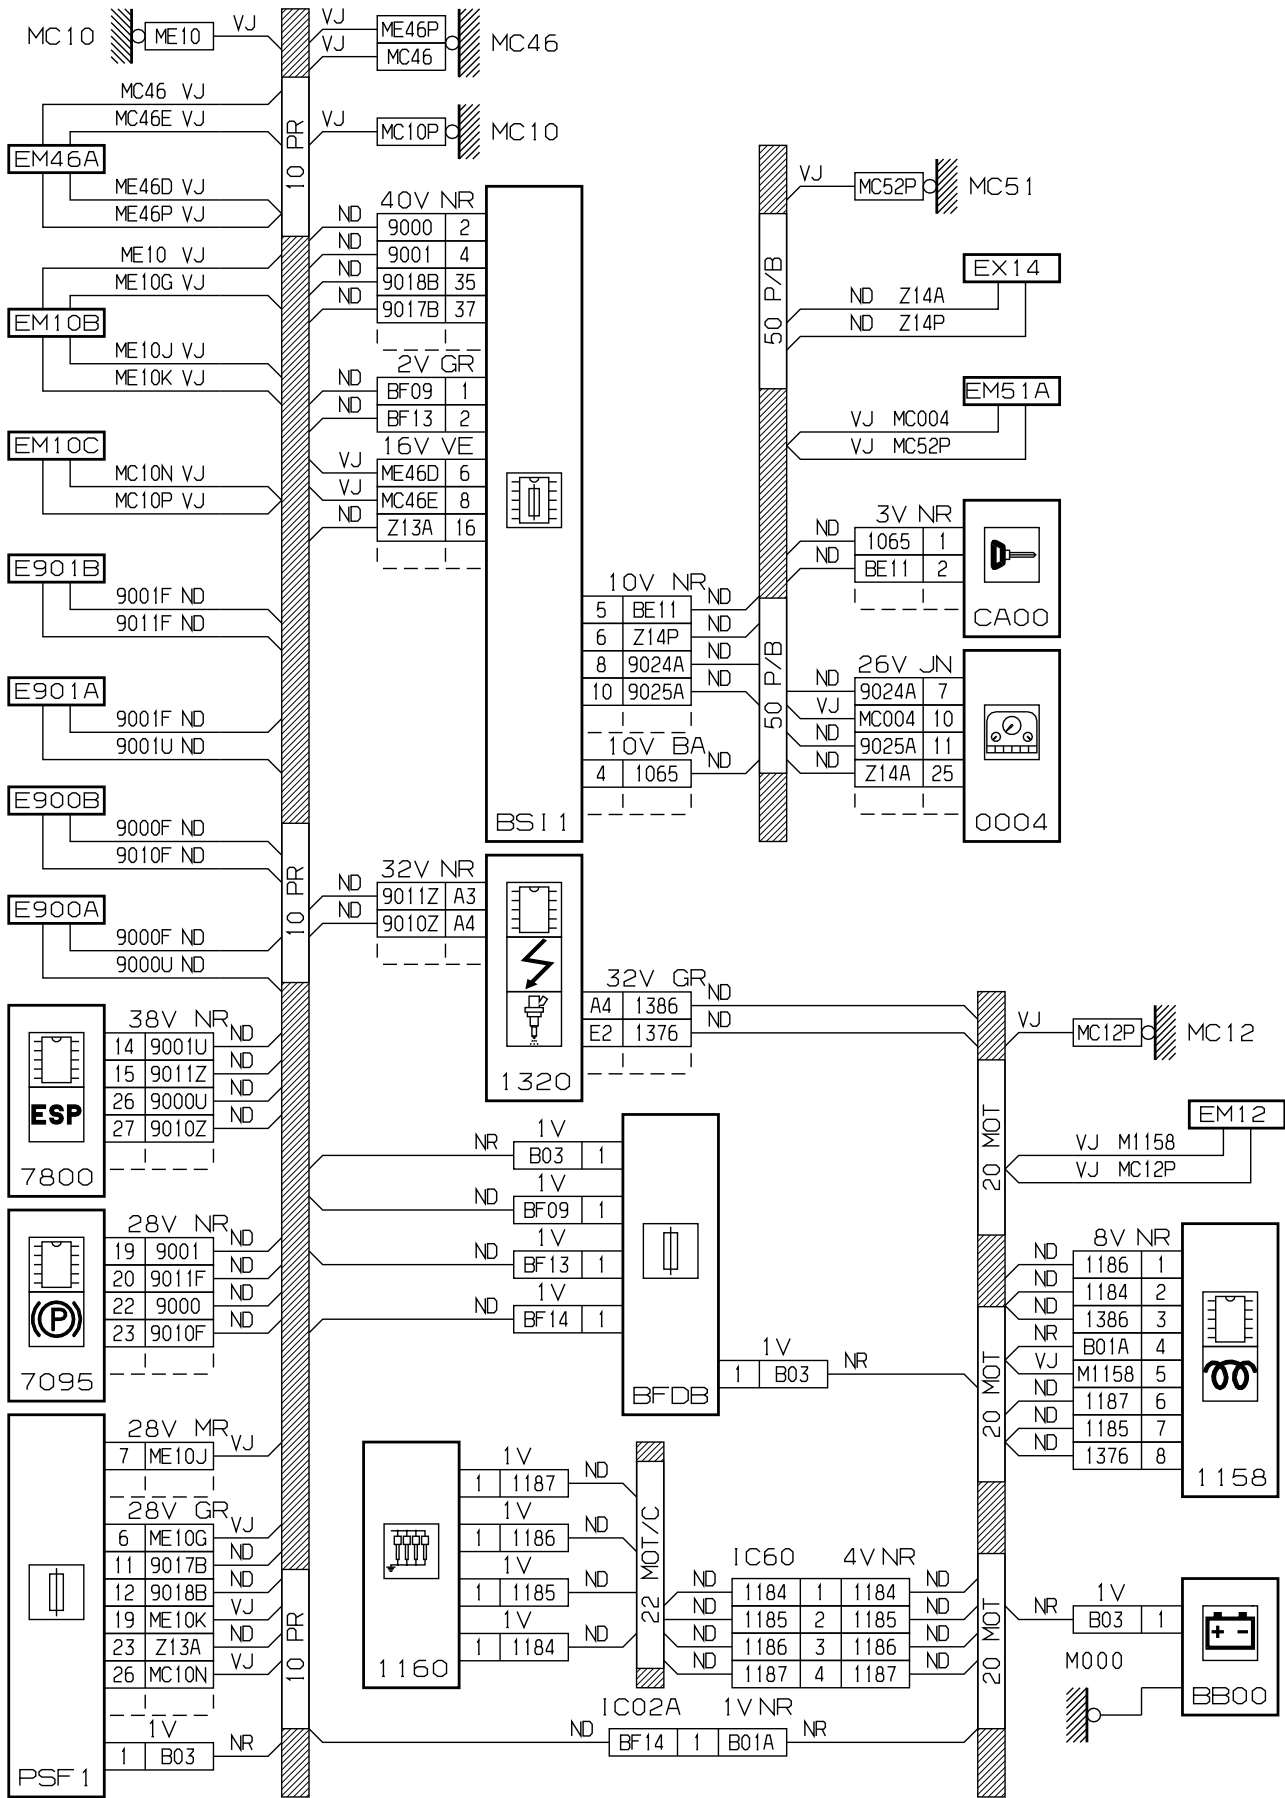 MC10 ME10 VJ
VJ ME46P
VJ MC46
MC46
MC46 VJ
MC46E VJ
EM46A
ME46D VJ
ME46P VJ
10 PR
VJ MC10P MC10
ME10 VJ
ME10G VJ
EM10B
ME10J VJ
ME10K VJ
EM10C
MC10N VJ
MC10P VJ
E901B
9001F ND
9011F ND
E901A
9001F ND
9001U ND
E900B
9000F ND
9010F ND
E900A
9000F ND
9000U ND
10 PR
40V NR
ND 9000 2
ND 9001 4
ND 9018B 35
ND 9017B 37
2V GR
ND BF09 1
ND BF13 2
16V VE
VJ ME46D 6
VJ MC46E 8
ND Z13A 16
10V NR
5 BE11 ND
6 Z14P ND
8 9024A ND
10 9025A ND
10V BA
4 1065 ND
BSI1
50 P/B
50 P/B
VJ MC52P MC51
EX14
ND Z14A
ND Z14P
EM51A
VJ MC004
VJ MC52P
3V NR
ND 1065 1
ND BE11 2
CA00
26V JN
ND 9024A 7
VJ MC004 10
ND 9025A 11
ND Z14A 25
0004
32V NR
ND 9011Z A3
ND 9010Z A4
32V GR
A4 1386 ND
E2 1376 ND
1320
38V NR
14 9001U ND
15 9011Z ND
26 9000U ND
27 9010Z ND
ESP
7800
28V NR
19 9001 ND
20 9011F ND
22 9000 ND
23 9010F ND
P
7095
28V MR
7 ME10J VJ
28V GR
6 ME10G VJ
11 9017B ND
12 9018B ND
19 ME10K VJ
23 Z13A ND
26 MC10N VJ
1V
1 B03 NR
PSF1
10 PR
1V
NR B03 1
1V
ND BF09 1
1V
ND BF13 1
1V
ND BF14 1
1V
1 B03 NR
BFDB
20 MOT
20 MOT
20 MOT
VJ MC12P MC12
EM12
VJ M1158
VJ MC12P
8V NR
ND 1186 1
ND 1184 2
ND 1386 3
NR B01A 4
VJ M1158 5
ND 1187 6
ND 1185 7
ND 1376 8
1158
1V
1 1187 ND
1V
1 1186 ND
1V
1 1185 ND
1V
1 1184 ND
1160
22 MOT/C
IC60 4V NR
ND 1184 1 1184 ND
ND 1185 2 1185 ND
ND 1186 3 1186 ND
ND 1187 4 1187 ND
IC02A 1V NR
ND BF14 1 B01A NR
1V
NR B03 1
+ -
M000
BB00